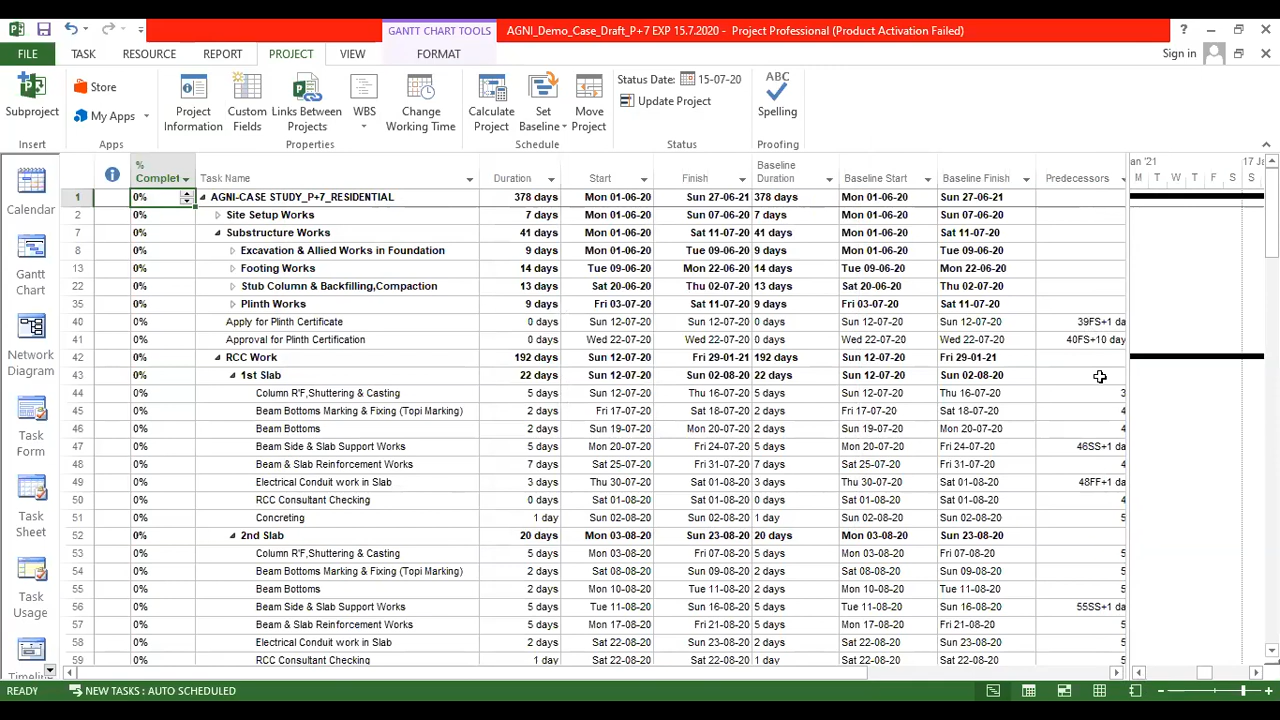 GANTT CHART TOOLS
AGNI_Demo_Case_Draft_P+7 EXP 15.7.2020 - Project Professional (Product Activation Failed)
FILE TASK RESOURCE REPORT PROJECT VIEW FORMAT Sign in
Subproject Store My Apps Project Information Custom Fields Links Between Projects WBS Change Working Time Calculate Project Set Baseline Move Project Status Date: 15-07-20 Update Project ABC Spelling
Insert Apps Properties Schedule Status Proofing
% Complet Task Name Duration Start Finish Baseline Duration Baseline Start Baseline Finish Predecessors an '21 17 Ja
M T W T F S S
1 0% AGNI-CASE STUDY_P+7_RESIDENTIAL 378 days Mon 01-06-20 Sun 27-06-21 378 days Mon 01-06-20 Sun 27-06-21
2 0% Site Setup Works 7 days Mon 01-06-20 Sun 07-06-20 7 days Mon 01-06-20 Sun 07-06-20
7 0% Substructure Works 41 days Mon 01-06-20 Sat 11-07-20 41 days Mon 01-06-20 Sat 11-07-20
8 0% Excavation & Allied Works in Foundation 9 days Mon 01-06-20 Tue 09-06-20 9 days Mon 01-06-20 Tue 09-06-20
13 0% Footing Works 14 days Tue 09-06-20 Mon 22-06-20 14 days Tue 09-06-20 Mon 22-06-20
22 0% Stub Column & Backfilling,Compaction 13 days Sat 20-06-20 Thu 02-07-20 13 days Sat 20-06-20 Thu 02-07-20
35 0% Plinth Works 9 days Fri 03-07-20 Sat 11-07-20 9 days Fri 03-07-20 Sat 11-07-20
40 0% Apply for Plinth Certificate 0 days Sun 12-07-20 Sun 12-07-20 0 days Sun 12-07-20 Sun 12-07-20 39FS+1 da
41 0% Approval for Plinth Certification 0 days Wed 22-07-20 Wed 22-07-20 0 days Wed 22-07-20 Wed 22-07-20 40FS+10 day
42 0% RCC Work 192 days Sun 12-07-20 Fri 29-01-21 192 days Sun 12-07-20 Fri 29-01-21
43 0% 1st Slab 22 days Sun 12-07-20 Sun 02-08-20 22 days Sun 12-07-20 Sun 02-08-20
44 0% Column R'F,Shuttering & Casting 5 days Sun 12-07-20 Thu 16-07-20 5 days Sun 12-07-20 Thu 16-07-20 3
45 0% Beam Bottoms Marking & Fixing (Topi Marking) 2 days Fri 17-07-20 Sat 18-07-20 2 days Fri 17-07-20 Sat 18-07-20 4
46 0% Beam Bottoms 2 days Sun 19-07-20 Mon 20-07-20 2 days Sun 19-07-20 Mon 20-07-20 4
47 0% Beam Side & Slab Support Works 5 days Mon 20-07-20 Fri 24-07-20 5 days Mon 20-07-20 Fri 24-07-20 46SS+1 da
48 0% Beam & Slab Reinforcement Works 7 days Sat 25-07-20 Fri 31-07-20 7 days Sat 25-07-20 Fri 31-07-20 4
49 0% Electrical Conduit work in Slab 3 days Thu 30-07-20 Sat 01-08-20 3 days Thu 30-07-20 Sat 01-08-20 48FF+1 da
50 0% RCC Consultant Checking 0 days Sat 01-08-20 Sat 01-08-20 0 days Sat 01-08-20 Sat 01-08-20 4
51 0% Concreting 1 day Sun 02-08-20 Sun 02-08-20 1 day Sun 02-08-20 Sun 02-08-20 5
52 0% 2nd Slab 20 days Mon 03-08-20 Sun 23-08-20 20 days Mon 03-08-20 Sun 23-08-20
53 0% Column R'F,Shuttering & Casting 5 days Mon 03-08-20 Fri 07-08-20 5 days Mon 03-08-20 Fri 07-08-20 5
54 0% Beam Bottoms Marking & Fixing (Topi Marking) 2 days Sat 08-08-20 Sun 09-08-20 2 days Sat 08-08-20 Sun 09-08-20 5
55 0% Beam Bottoms 2 days Mon 10-08-20 Tue 11-08-20 2 days Mon 10-08-20 Tue 11-08-20 5
56 0% Beam Side & Slab Support Works 5 days Tue 11-08-20 Sun 16-08-20 5 days Tue 11-08-20 Sun 16-08-20 55SS+1 da
57 0% Beam & Slab Reinforcement Works 5 days Mon 17-08-20 Fri 21-08-20 5 days Mon 17-08-20 Fri 21-08-20 5
58 0% Electrical Conduit work in Slab 2 days Sat 22-08-20 Sun 23-08-20 2 days Sat 22-08-20 Sun 23-08-20 5
59 0% RCC Consultant Checking 1 day Sat 22-08-20 Sat 22-08-20 1 day Sat 22-08-20 Sat 22-08-20 5
Calendar
Gantt Chart
Network Diagram
Task Form
Task Sheet
Task Usage
Timeline
READY NEW TASKS : AUTO SCHEDULED